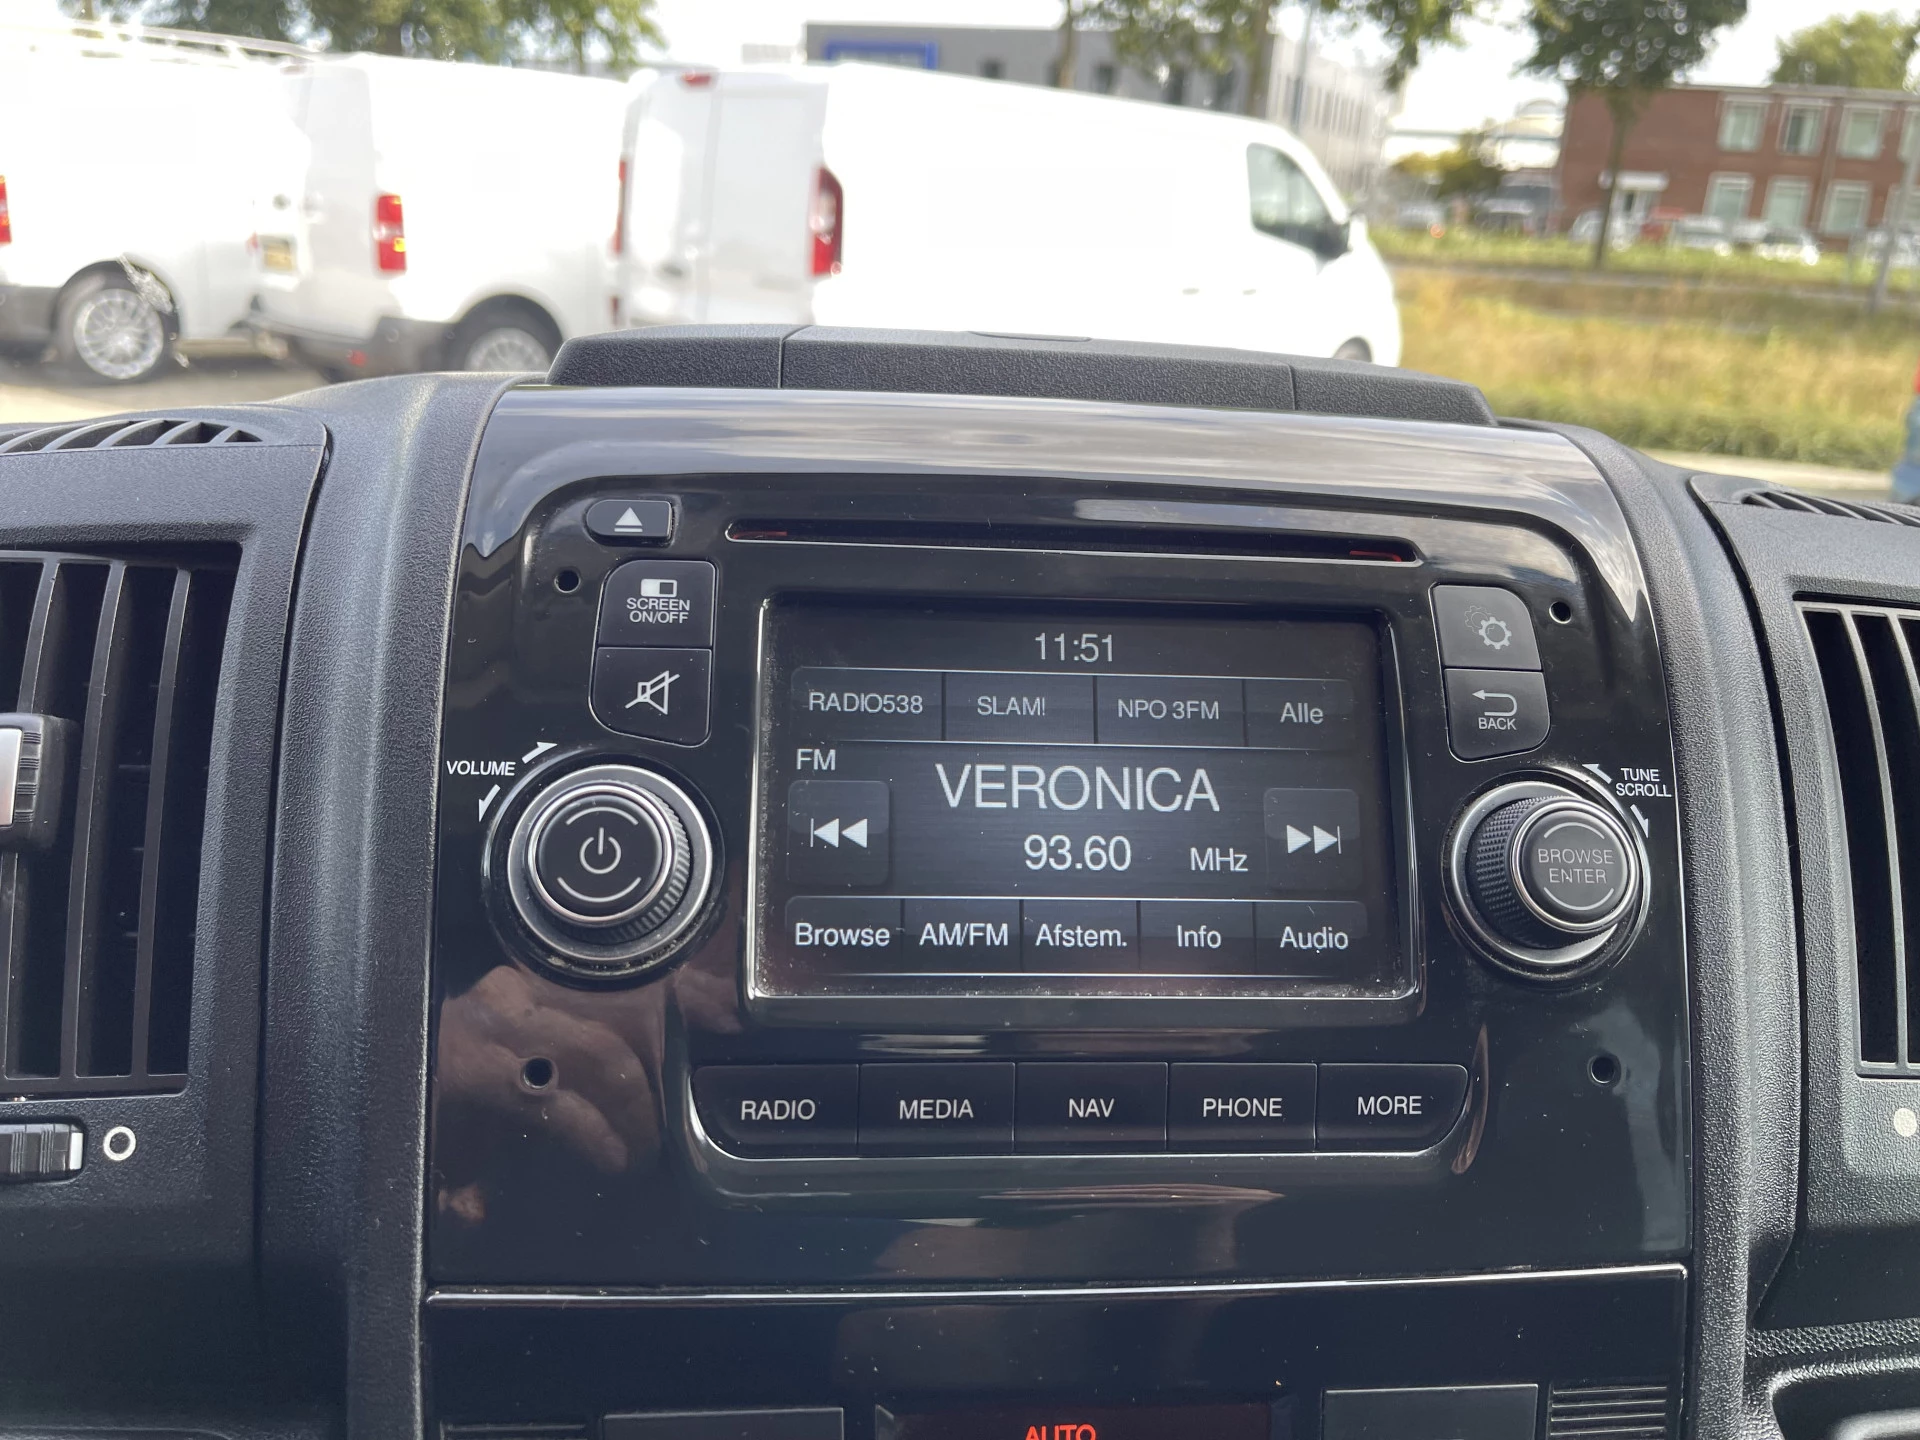 SCREEN
ON/OFF
11:51
RADIO538 SLAM! NPO 3FM Alle
BACK
VOLUME
FM
VERONICA
TUNE
SCROLL
93.60 MHz
BROWSE
ENTER
Browse AM/FM Afstem. Info Audio
RADIO MEDIA NAV PHONE MORE
AUTO